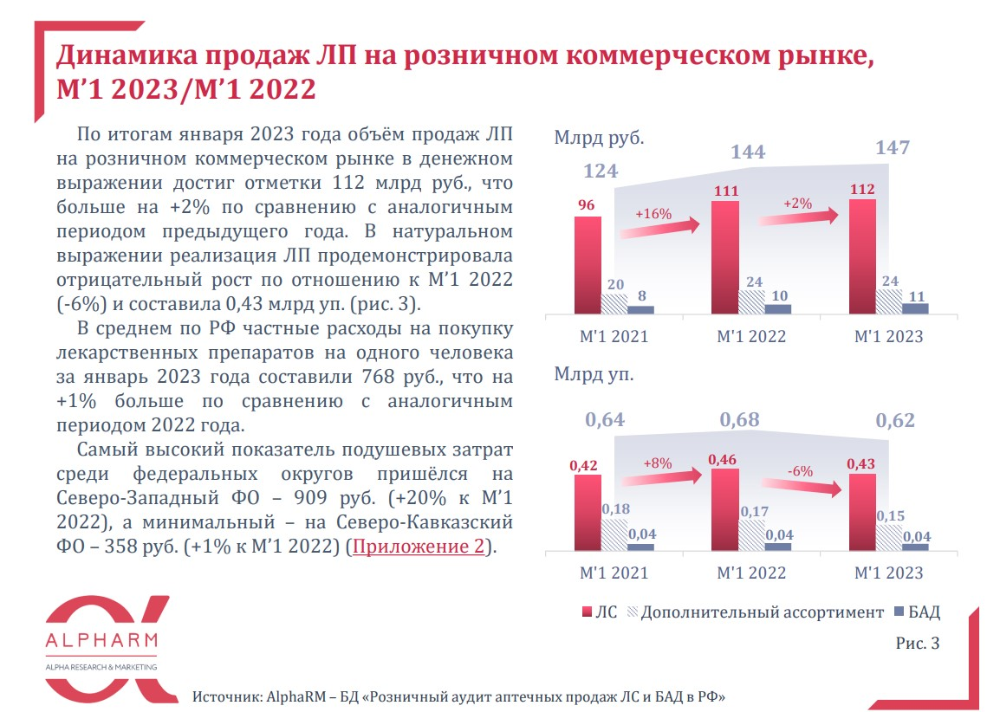 Динамика продаж ЛП на розничном коммерческом рынке,
М’1 2023/М’1 2022
По итогам января 2023 года объём продаж ЛП
на розничном коммерческом рынке в денежном
выражении достиг отметки 112 млрд руб., что
больше на +2% по сравнению с аналогичным
периодом предыдущего года. В натуральном
выражении реализация ЛП продемонстрировала
отрицательный рост по отношению к М’1 2022
(-6%) и составила 0,43 млрд уп. (рис. 3).
В среднем по РФ частные расходы на покупку
лекарственных препаратов на одного человека
за январь 2023 года составили 768 руб., что на
+1% больше по сравнению с аналогичным
периодом 2022 года.
Самый высокий показатель подушевых затрат
среди федеральных округов пришёлся на
Северо-Западный ФО – 909 руб. (+20% к М’1
2022), а минимальный – на Северо-Кавказский
ФО – 358 руб. (+1% к М’1 2022) (Приложение 2).
Млрд руб.
124 144 147
96 111 112
+16% +2%
20 8 24 10 24 11
М'1 2021 М'1 2022 М'1 2023
Млрд уп.
0,64 0,68 0,62
0,42 0,46 0,43
+8% -6%
0,18 0,04 0,17 0,04 0,15 0,04
М'1 2021 М'1 2022 М'1 2023
ЛС Дополнительный ассортимент БАД
Рис. 3
ALPHARM
ALPHA RESEARCH & MARKETING
Источник: AlphaRM – БД «Розничный аудит аптечных продаж ЛС и БАД в РФ»